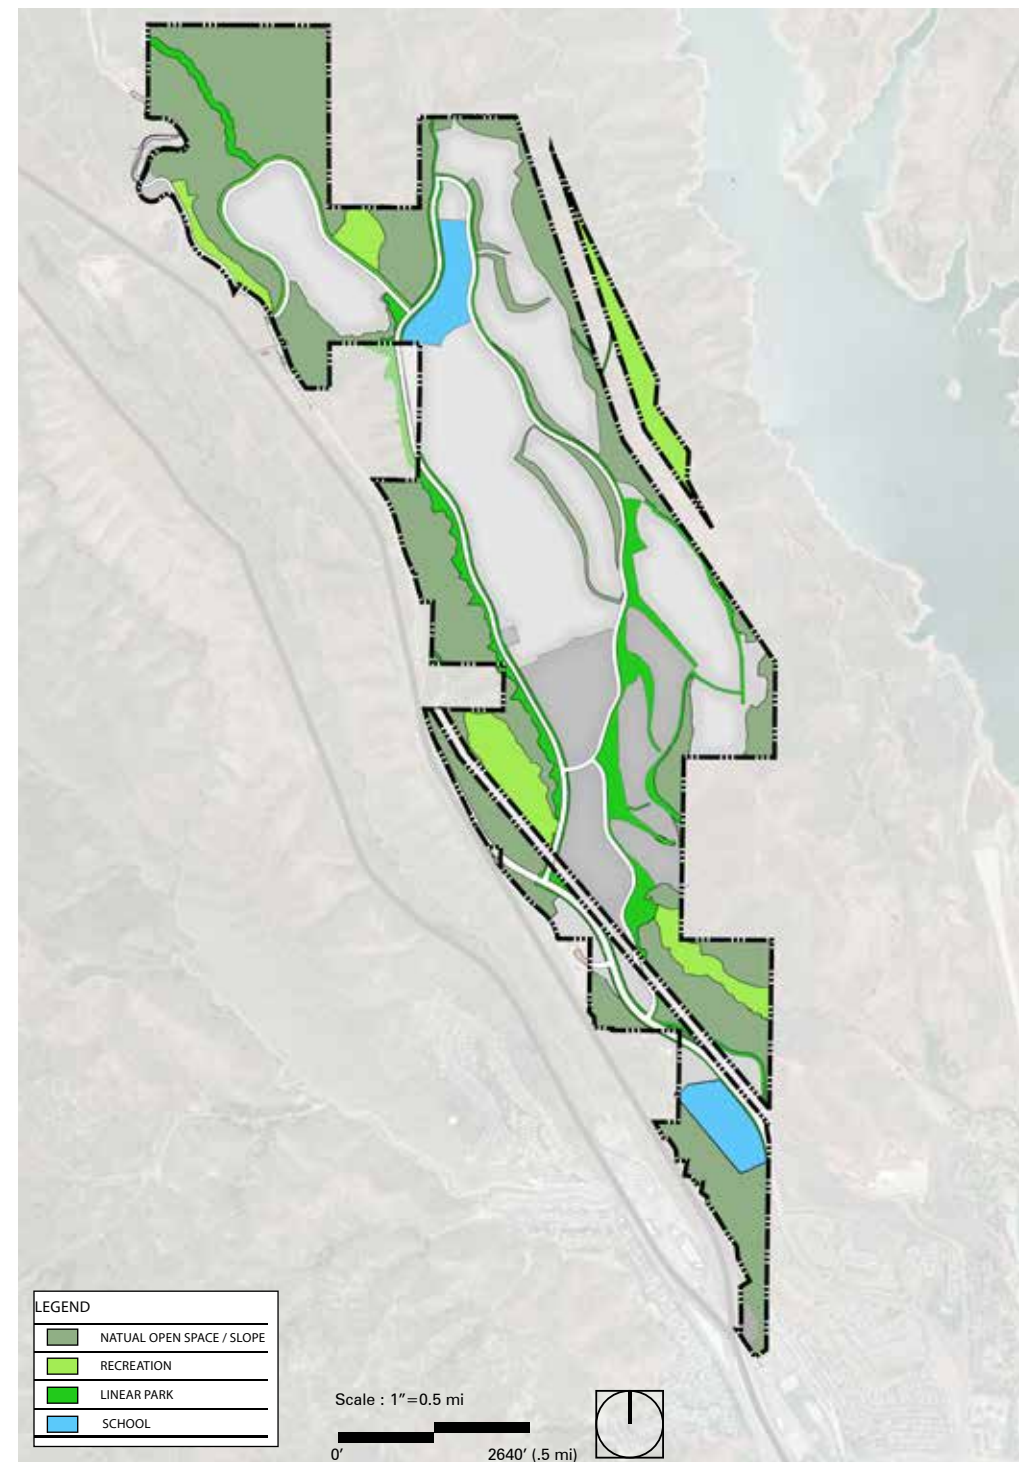 LEGEND
NATUAL OPEN SPACE / SLOPE
RECREATION
LINEAR PARK
SCHOOL
Scale : 1"=0.5 mi
0' 2640' (.5 mi)